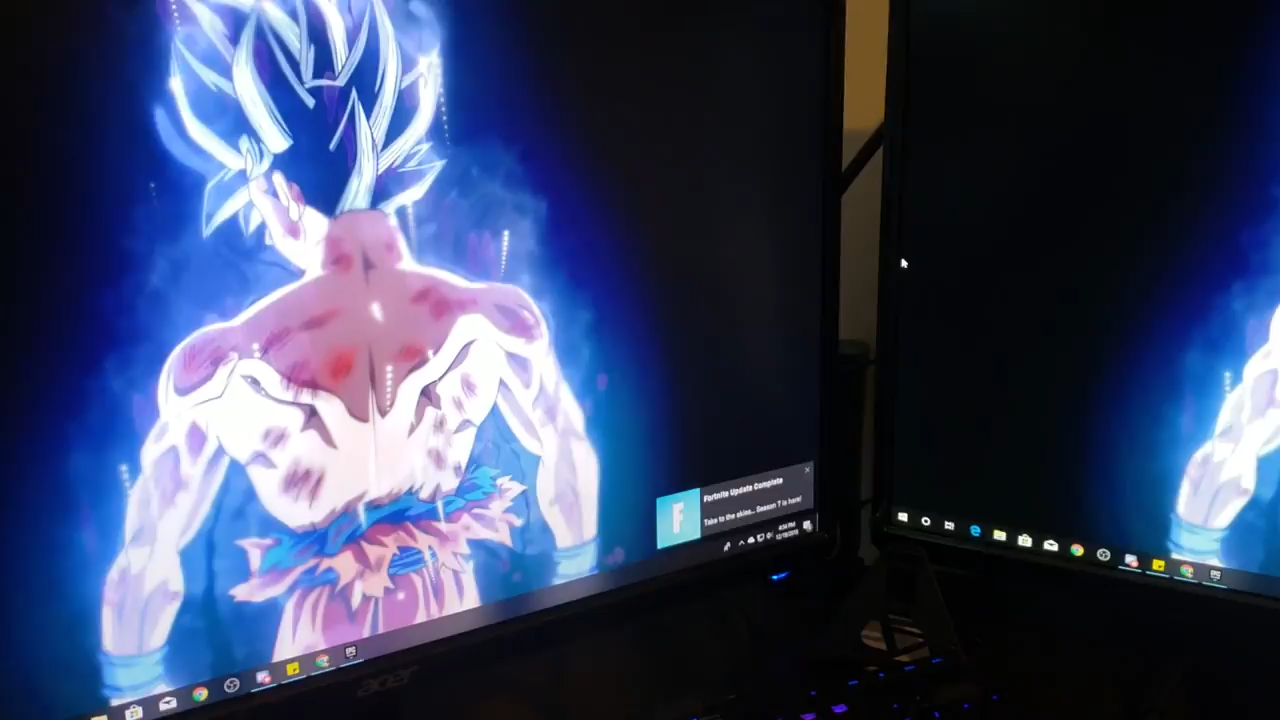 Fortnite Update Complete
Take to the skies... Season 7 is here!
F
acer